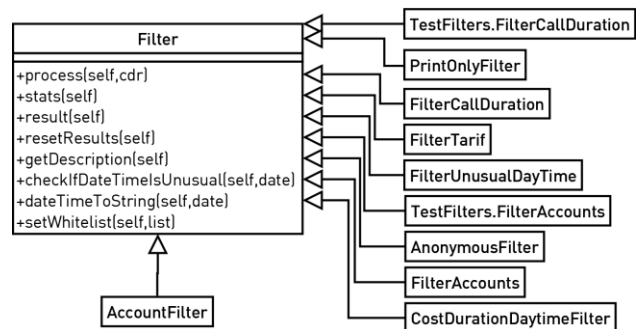 Filter
+process(self,cdr)
+stats(self)
+result(self)
+resetResults(self)
+getDescription(self)
+checkIfDateTimeIsUnusual(self,date)
+dateTimeToString(self,date)
+setWhitelist(self,list)
AccountFilter
TestFilters.FilterCallDuration
PrintOnlyFilter
FilterCallDuration
FilterTarif
FilterUnusualDayTime
TestFilters.FilterAccounts
AnonymousFilter
FilterAccounts
CostDurationDaytimeFilter